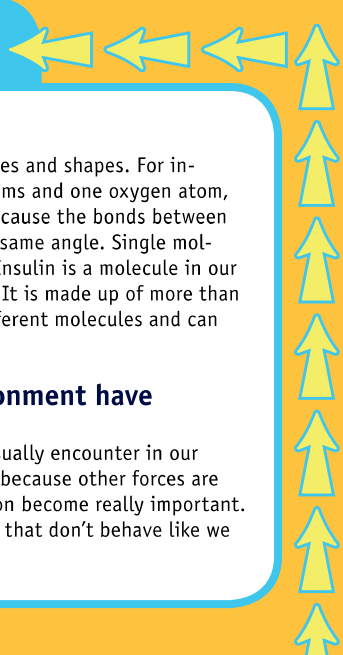 es and shapes. For in-
ms and one oxygen atom,
cause the bonds between
same angle. Single mol-
Insulin is a molecule in our
It is made up of more than
ferent molecules and can
onment have
sually encounter in our
because other forces are
on become really important.
that don't behave like we